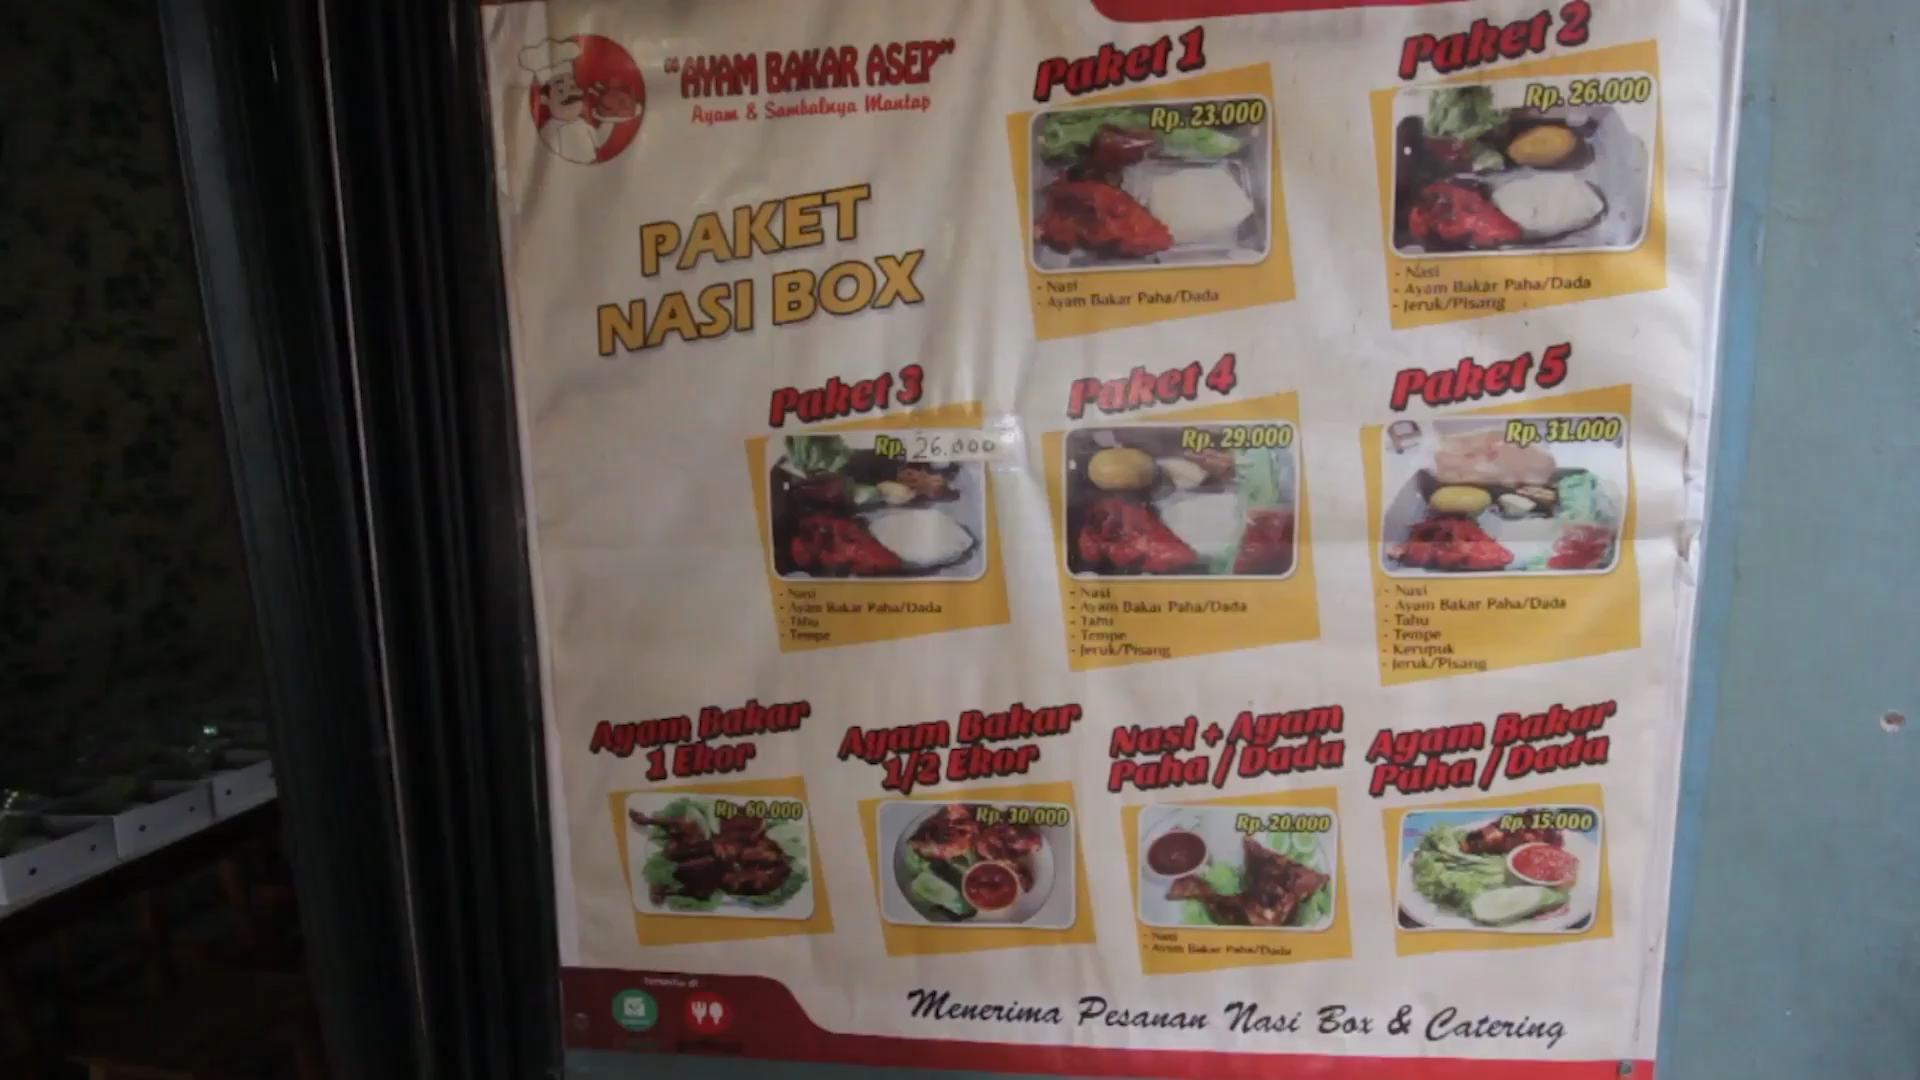 "AYAM BAKAR ASEP"
Ayam & Sambalnya Mantap
PAKET
NASI BOX
Paket 1
Rp. 23.000
- Nasi
- Ayam Bakar Paha/Dada
Paket 2
Rp. 26.000
- Nasi
- Ayam Bakar Paha/Dada
- Jeruk/Pisang
Paket 3
Rp. 26.000
- Nasi
- Ayam Bakar Paha/Dada
- Tahu
- Tempe
Paket 4
Rp. 29.000
- Nasi
- Ayam Bakar Paha/Dada
- Tahu
- Tempe
- Jeruk/Pisang
Paket 5
Rp. 31.000
- Nasi
- Ayam Bakar Paha/Dada
- Tahu
- Tempe
- Kerupuk
- Jeruk/Pisang
Ayam Bakar
1 Ekor
Rp. 60.000
Ayam Bakar
1/2 Ekor
Rp. 30.000
Nasi + Ayam
Paha / Dada
Rp. 20.000
- Nasi
- Ayam Bakar Paha/Dada
Ayam Bakar
Paha / Dada
Rp. 15.000
Tersedia di
Menerima Pesanan Nasi Box & Catering